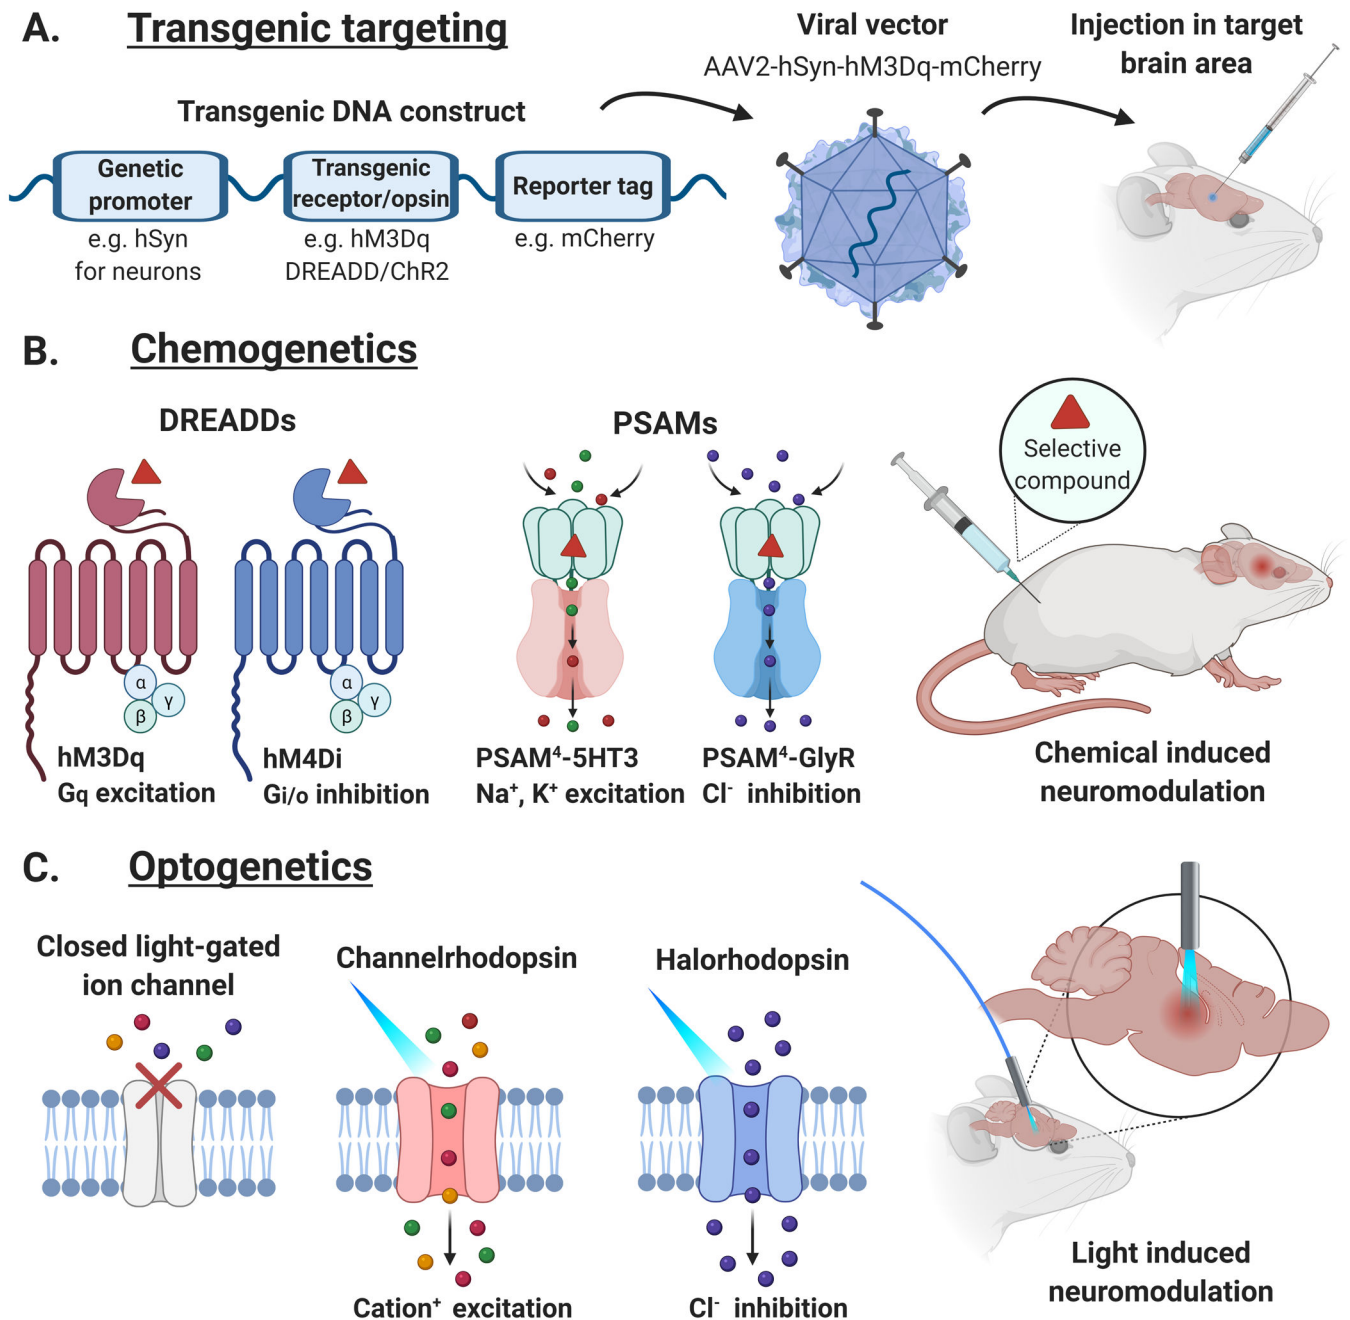 A. Transgenic targeting
Viral vector
AAV2-hSyn-hM3Dq-mCherry
Injection in target
brain area
Transgenic DNA construct
Genetic
promoter
e.g. hSyn
for neurons
Transgenic
receptor/opsin
e.g. hM3Dq
DREADD/ChR2
Reporter tag
e.g. mCherry
B. Chemogenetics
DREADDs
α
β
γ
hM3Dq
Gq excitation
α
β
γ
hM4Di
Gi/o inhibition
PSAMs
PSAM⁴-5HT3
Na⁺, K⁺ excitation
PSAM⁴-GlyR
Cl⁻ inhibition
Selective
compound
Chemical induced
neuromodulation
C. Optogenetics
Closed light-gated
ion channel
Channelrhodopsin
Cation⁺ excitation
Halorhodopsin
Cl⁻ inhibition
Light induced
neuromodulation